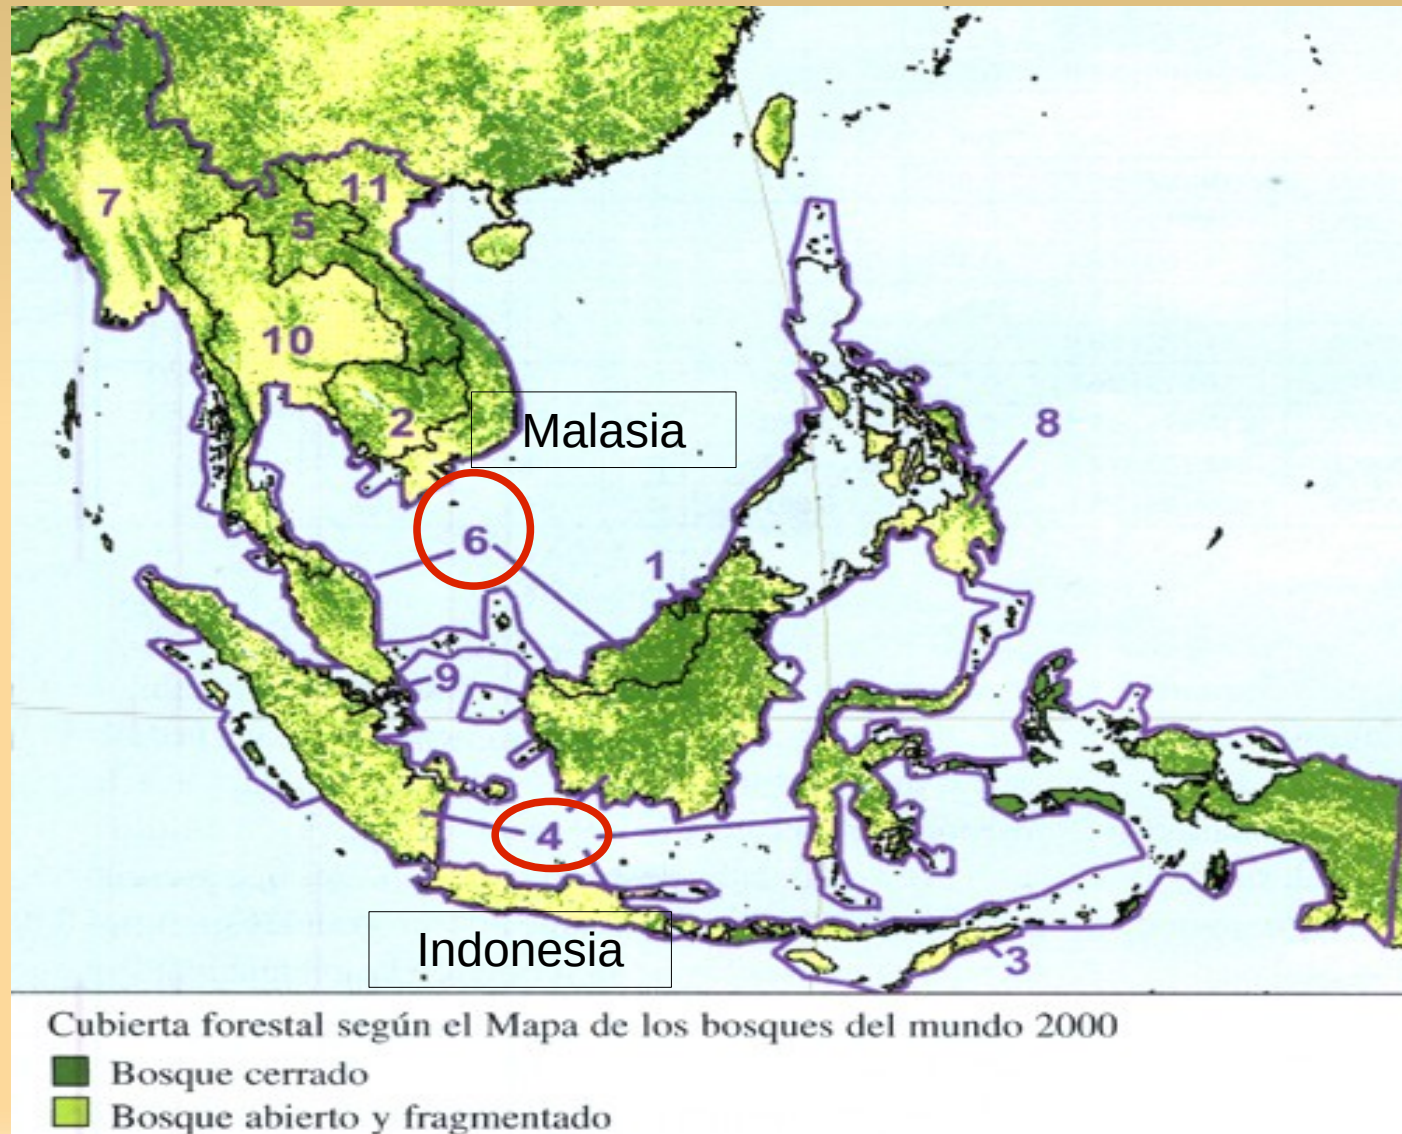 7
11
5
10
2
Malasia
8
6
1
9
4
Indonesia
3
Cubierta forestal según el Mapa de los bosques del mundo 2000
Bosque cerrado
Bosque abierto y fragmentado